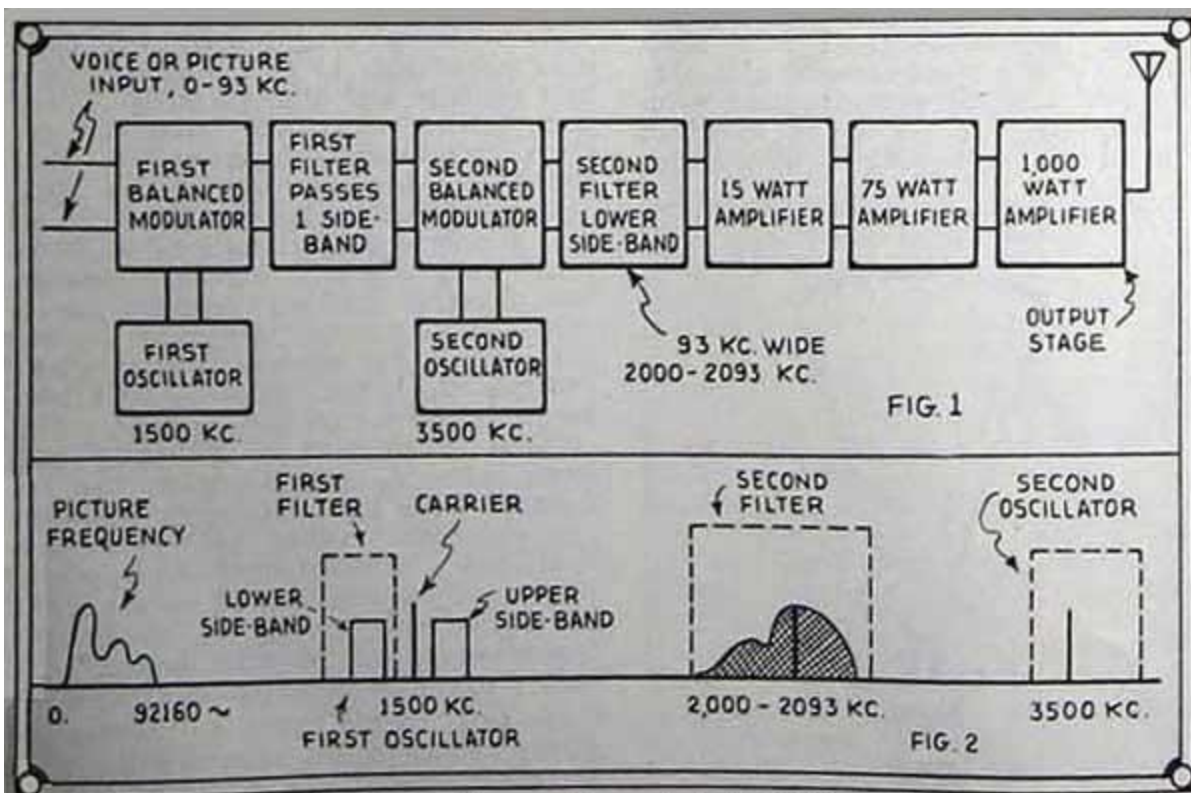 VOICE OR PICTURE
INPUT, 0-93 KC.
FIRST
BALANCED
MODULATOR
FIRST
FILTER
PASSES
1 SIDE-
BAND
SECOND
BALANCED
MODULATOR
SECOND
FILTER
LOWER
SIDE-BAND
15 WATT
AMPLIFIER
75 WATT
AMPLIFIER
1,000
WATT
AMPLIFIER
FIRST
OSCILLATOR
1500 KC.
SECOND
OSCILLATOR
3500 KC.
93 KC. WIDE
2000-2093 KC.
OUTPUT
STAGE
FIG. 1
PICTURE
FREQUENCY
FIRST
FILTER
CARRIER
LOWER
SIDE-BAND
UPPER
SIDE-BAND
SECOND
FILTER
SECOND
OSCILLATOR
0.
92160 ~
1500 KC.
2,000-2093 KC.
3500 KC.
FIRST OSCILLATOR
FIG. 2